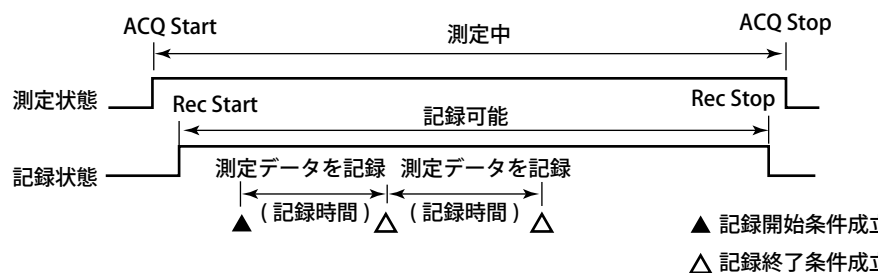 ACQ Start
測定中
ACQ Stop
測定状態
Rec Start
記録可能
Rec Stop
記録状態
測定データを記録 測定データを記録
( 記録時間 ) ( 記録時間 )
▲ 記録開始条件成立
△ 記録終了条件成立